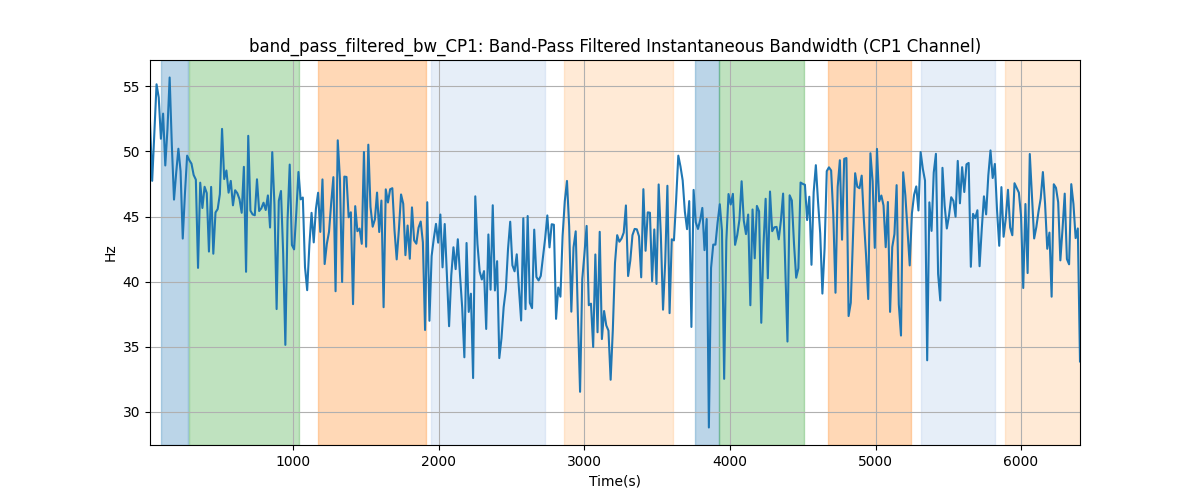 band_pass_filtered_bw_CP1: Band-Pass Filtered Instantaneous Bandwidth (CP1 Channel)
55
50
45
40
35
30
Hz
1000 2000 3000 4000 5000 6000
Time(s)